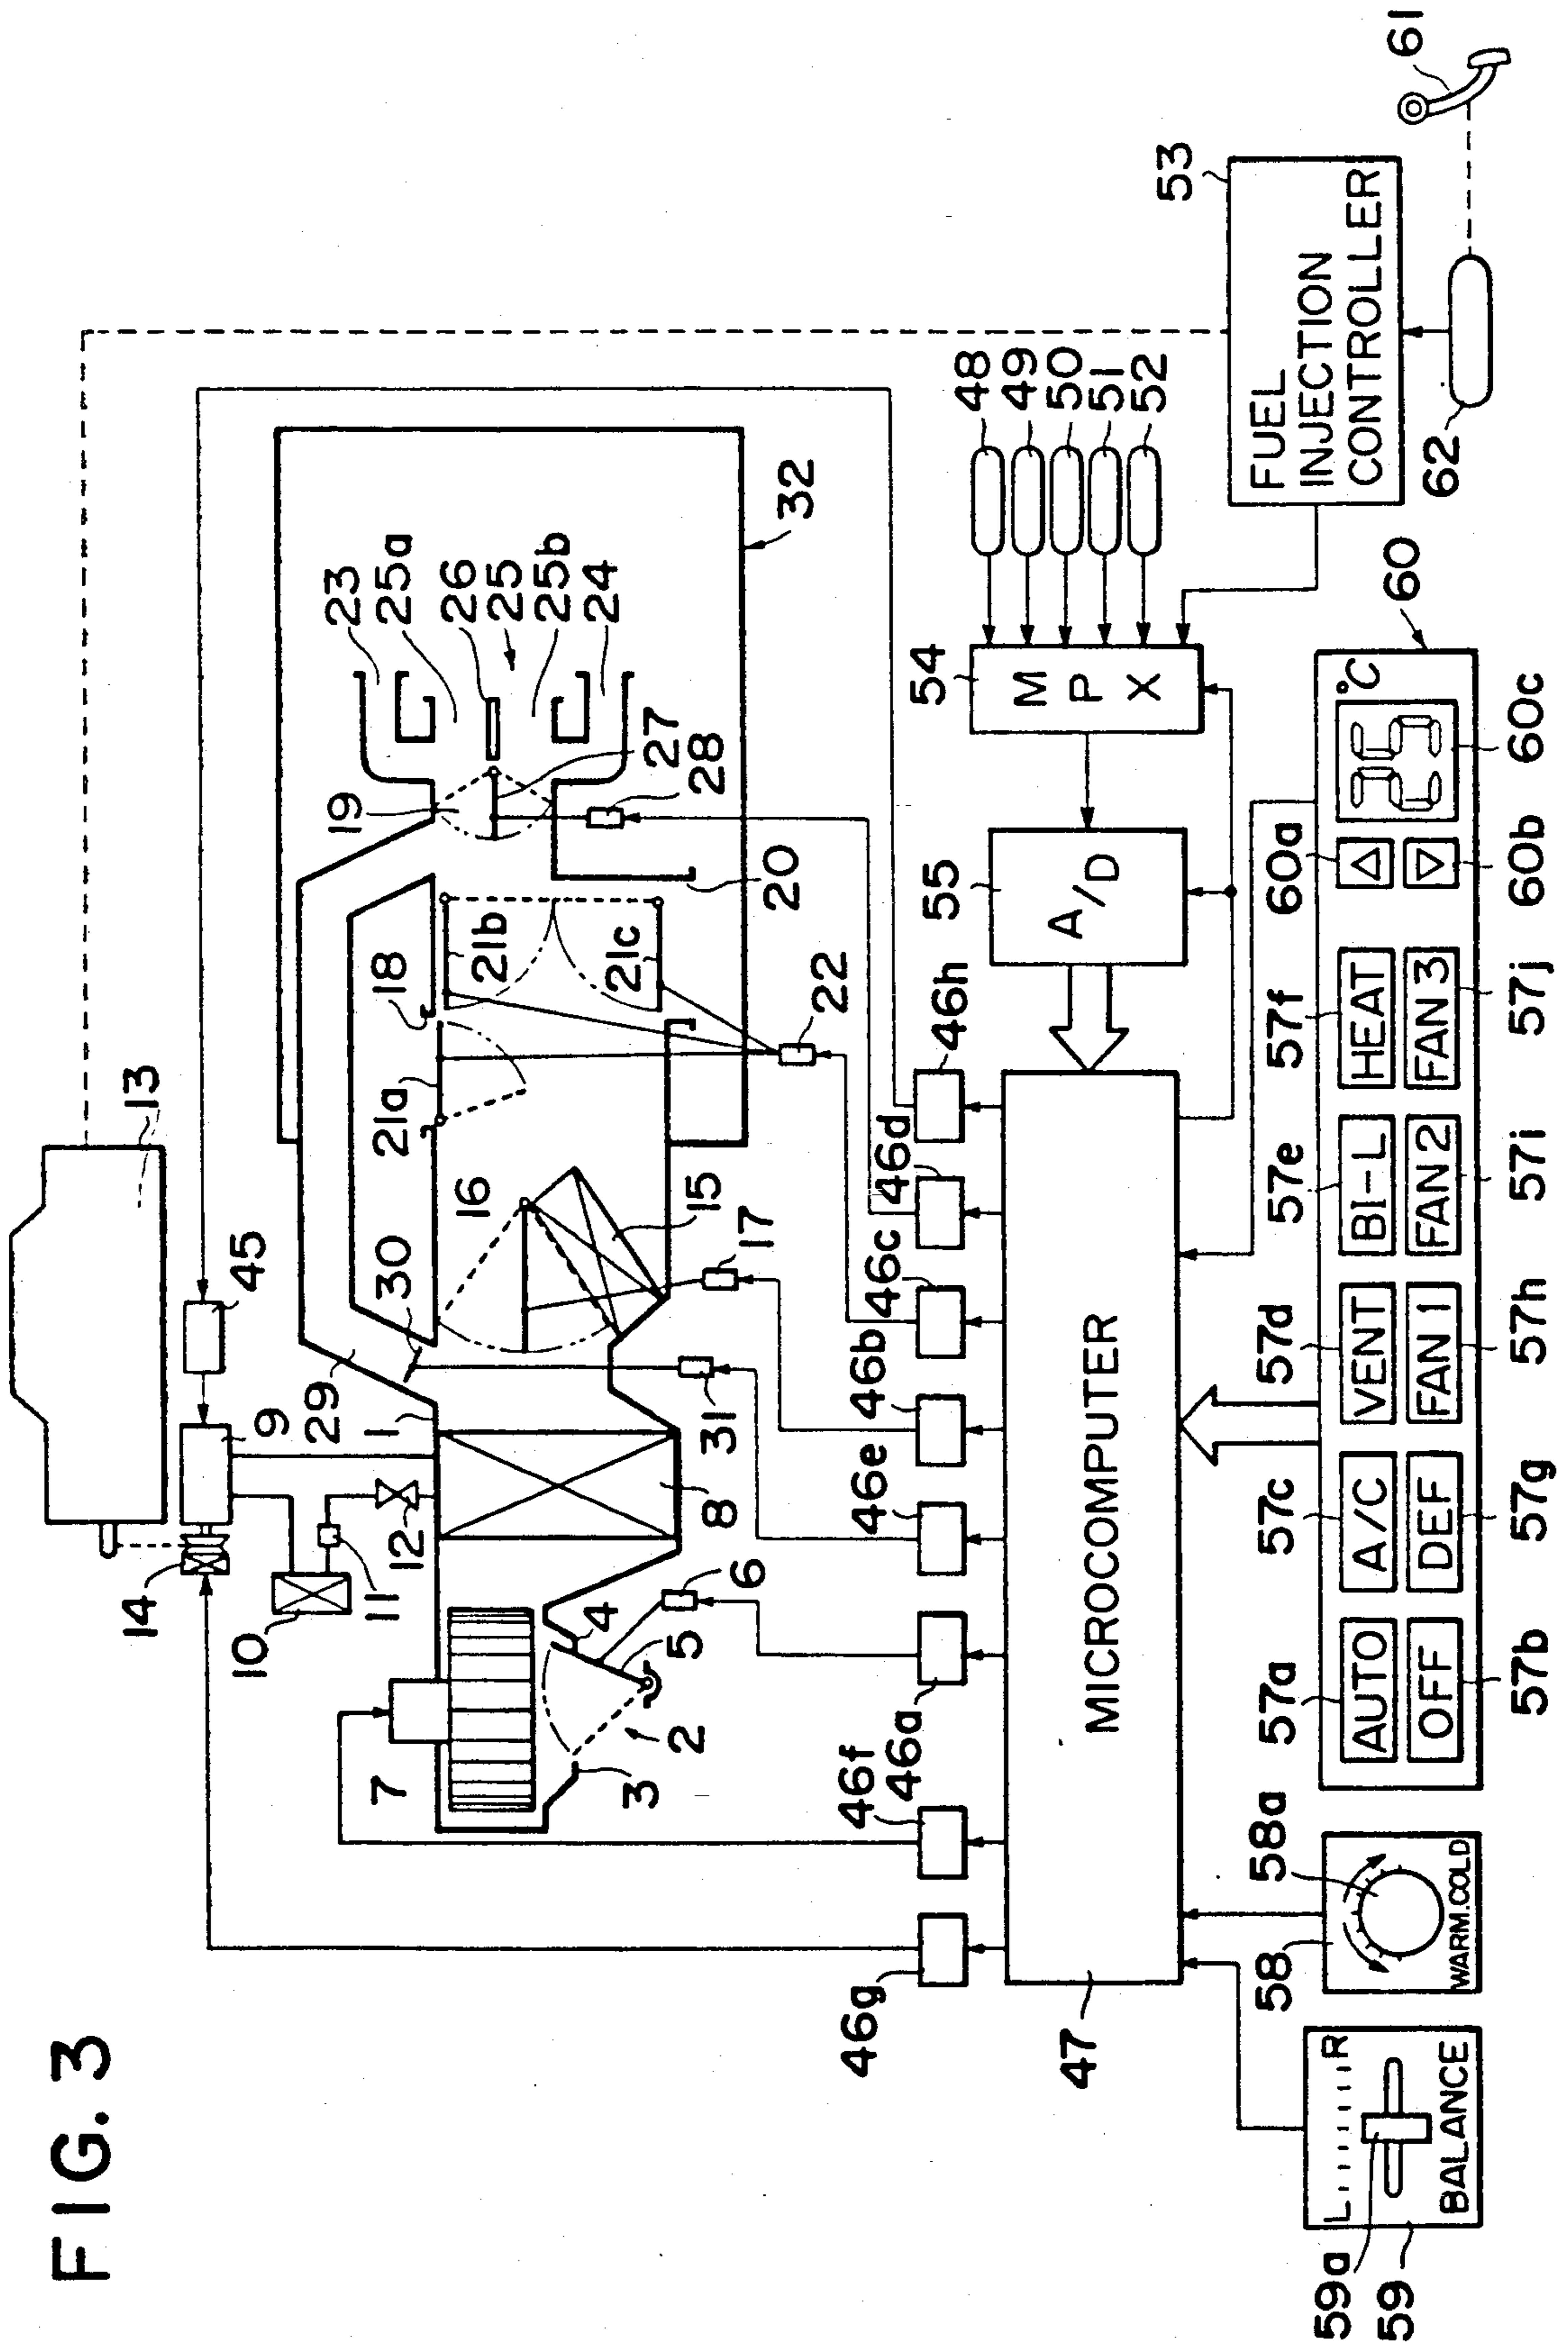 FIG. 3
13
45
14
9
10
11
12
29
1
30
16
15
17
31
8
7
6
4
5
2
3
18
21a
21b
21c
19
20
22
23
25a
26
25
25b
24
27
28
32
46g
46f
46a
46e
46b
46c
46d
46h
47
MICROCOMPUTER
55
A/D
54
MPX
48
49
50
51
52
53
FUEL
INJECTION
CONTROLLER
61
62
59a
59
L R
BALANCE
58
58a
WARM. COLD
60
57a
57c
57d
57e
57f
60a
AUTO
A/C
VENT
BI-L
HEAT
△
25
°C
OFF
DEF
FAN 1
FAN 2
FAN 3
▽
57b
57g
57h
57i
57j
60b
60c